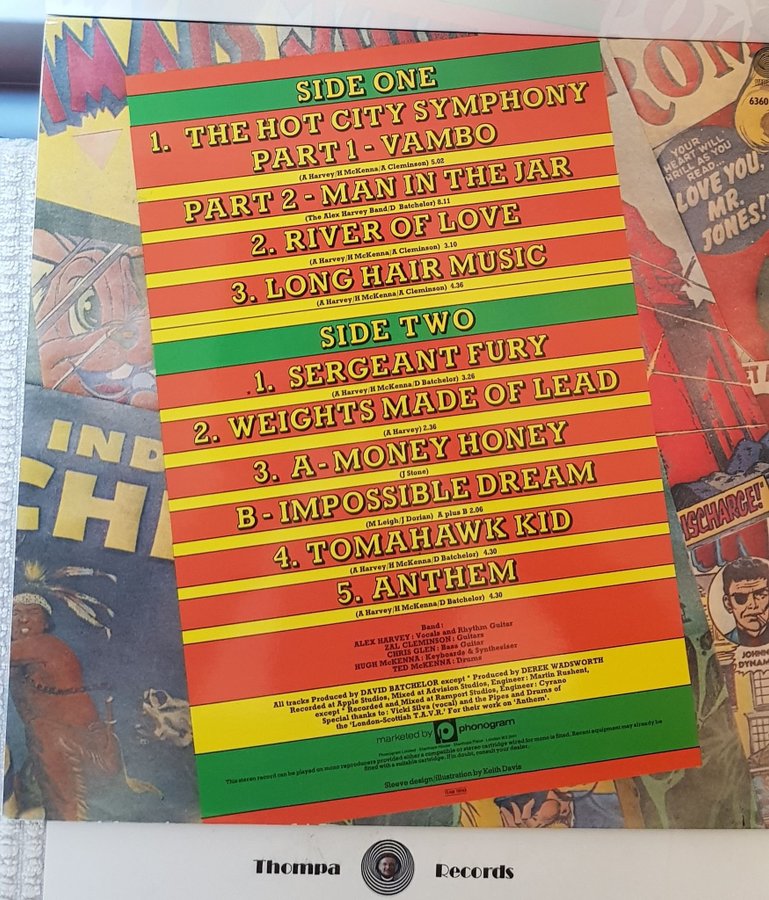 SIDE ONE
1. THE HOT CITY SYMPHONY
PART 1 - VAMBO
(A Harvey/H McKenna/A Cleminson) 5.02
PART 2 - MAN IN THE JAR
(The Alex Harvey Band/D Batchelor) 8.11
2. RIVER OF LOVE
(A Harvey/H McKenna/A Cleminson) 3.10
3. LONG HAIR MUSIC
(A Harvey/H McKenna/A Cleminson) 4.36
SIDE TWO
1. SERGEANT FURY
(A Harvey/H McKenna/D Batchelor) 3.26
2. WEIGHTS MADE OF LEAD
(A Harvey) 2.36
3. A - MONEY HONEY
(J Stone)
B - IMPOSSIBLE DREAM
(M Leigh/J Dorian) A plus B 2.06
4. TOMAHAWK KID
(A Harvey/H McKenna/D Batchelor) 4.30
5. ANTHEM
(A Harvey/H McKenna/D Batchelor) 4.30
Band:
ALEX HARVEY: Vocals and Rhythm Guitar
ZAL CLEMINSON: Guitars
CHRIS GLEN: Bass Guitar
HUGH McKENNA: Keyboards & Synthesiser
TED McKENNA: Drums
All tracks Produced by DAVID BATCHELOR except * Produced by DEREK WADSWORTH
Recorded at Apple Studios, Mixed at Advision Studios, Engineer: Martin Rushent,
except * Recorded and Mixed at Ramport Studios, Engineer: Cyrano
Special thanks to: Vicki Silva (vocal) and the Pipes and Drums of
the 'London-Scottish T.A.V.R.' For their work on 'Anthem'.
marketed by phonogram
This stereo record can be played on mono reproducers provided either a compatible or stereo cartridge wired for mono is fitted. Recent equipment may already be
fitted with a suitable cartridge. If in doubt, consult your dealer.
Sleeve design/illustration by Keith Davis
6360
YOUR
HEART WILL
THRILL AS YOU
READ...
LOVE YOU,
MR.
JONES!
IND
CH
ISCHARGE!
JOHNN
DYNAM
Thompa Records